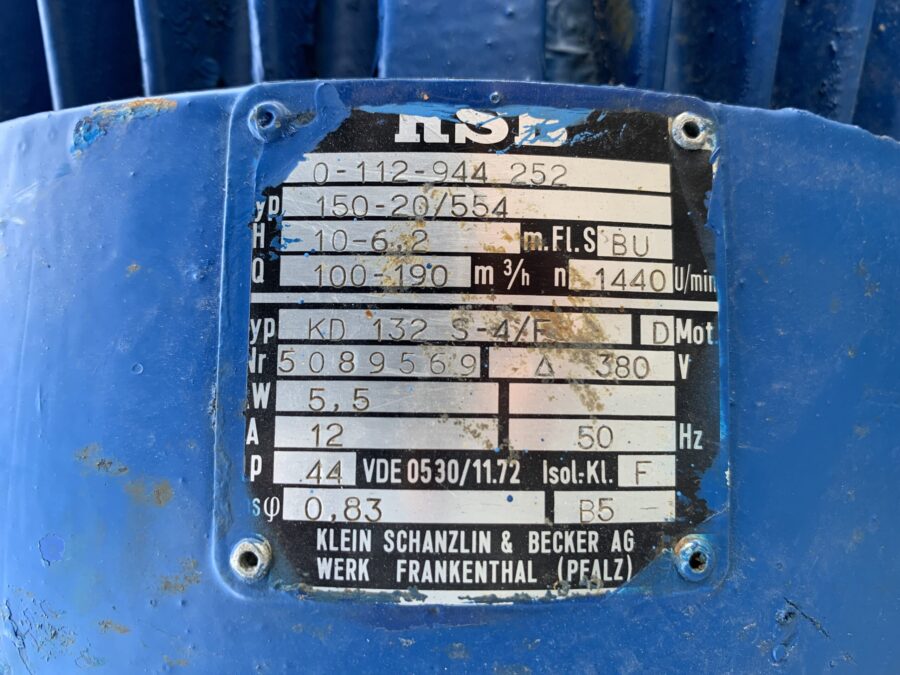 KSB
0-112-944 252
yp 150-20/554
H 10-6,2 m.Fl.S BU
Q 100-190 m³/h n 1440 U/min
yp KD 132 S-4/F D Mot.
Nr 5089569 Δ 380 V
W 5,5
A 12 50 Hz
P 44 VDE 0530/11.72 Isol.-Kl. F
sφ 0,83 B5
KLEIN SCHANZLIN & BECKER AG
WERK FRANKENTHAL (PFALZ)